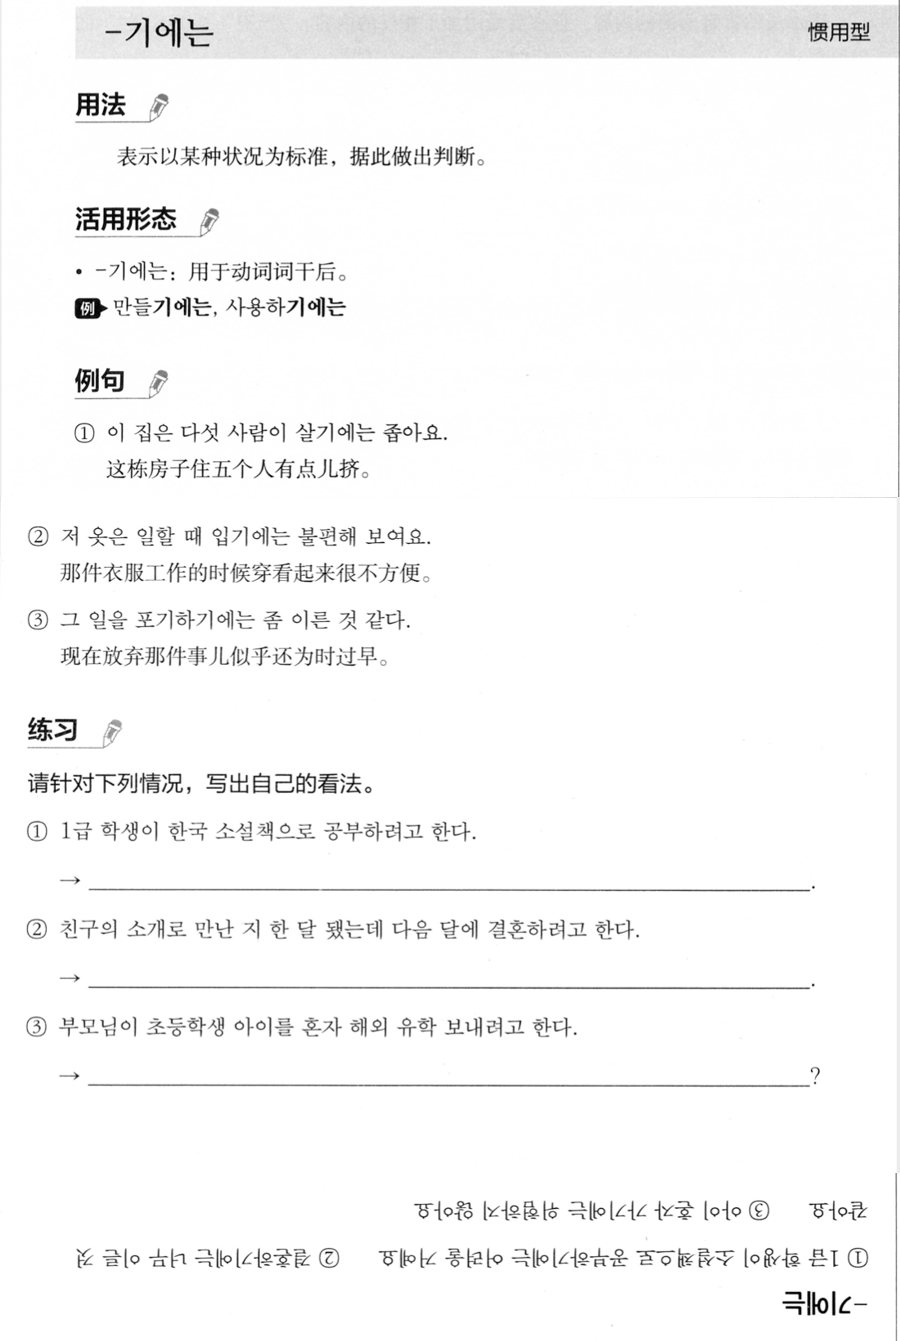 -기에는 惯用型
用法
表示以某种状况为标准，据此做出判断。
活用形态
• -기에는：用于动词词干后。
例 만들기에는, 사용하기에는
例句
① 이 집은 다섯 사람이 살기에는 좁아요.
这栋房子住五个人有点儿挤。
② 저 옷은 일할 때 입기에는 불편해 보여요.
那件衣服工作的时候穿看起来很不方便。
③ 그 일을 포기하기에는 좀 이른 것 같다.
现在放弃那件事儿似乎还为时过早。
练习
请针对下列情况，写出自己的看法。
① 1급 학생이 한국 소설책으로 공부하려고 한다.
→ ______.
② 친구의 소개로 만난 지 한 달 됐는데 다음 달에 결혼하려고 한다.
→ ______.
③ 부모님이 초등학생 아이를 혼자 해외 유학 보내려고 한다.
→ ______?
-기에는
① 1급 학생이 소설책으로 공부하기에는 어려울 거예요 ② 결혼하기에는 너무 이른 것
같아요 ③ 아이 혼자 가기에는 위험하지 않아요